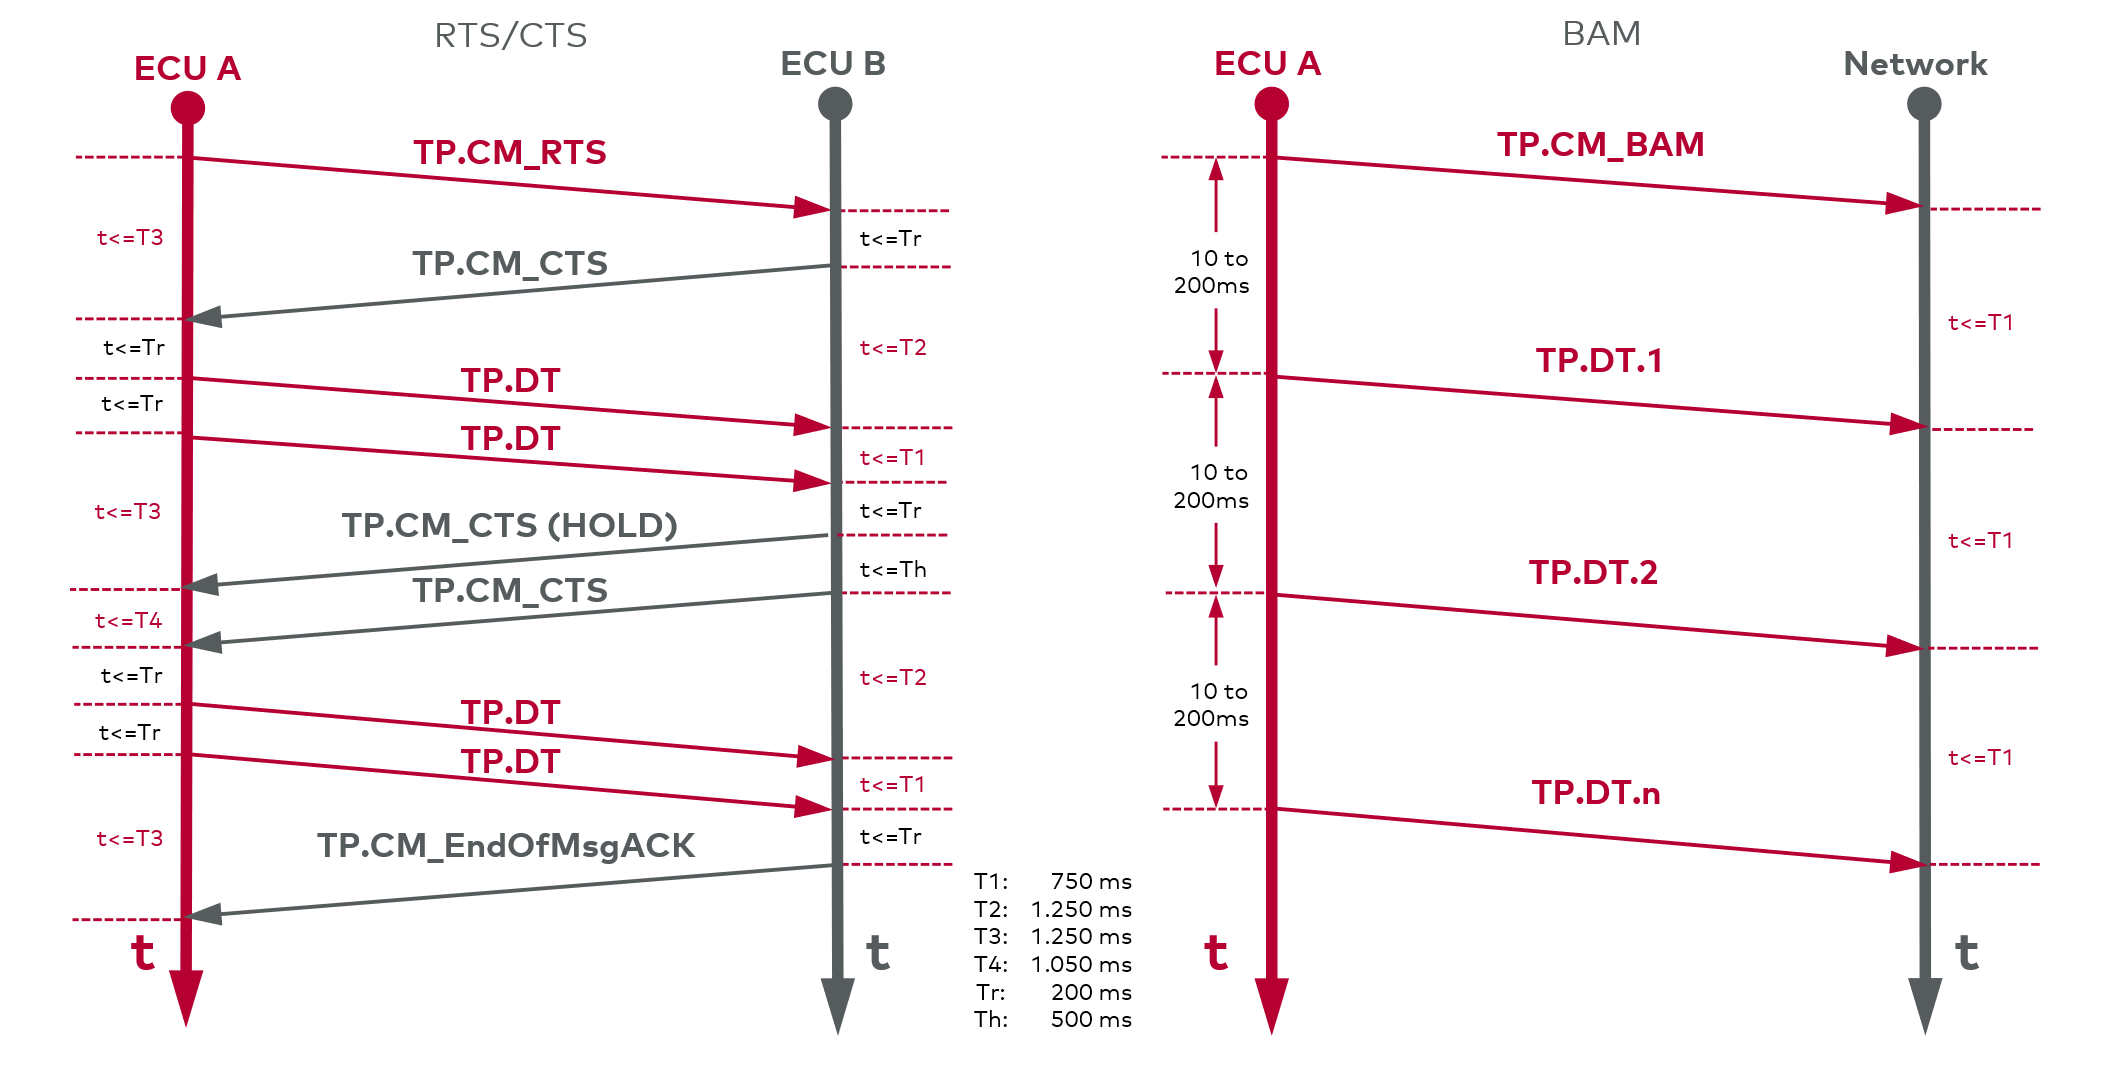 RTS/CTS
ECU A
ECU B
TP.CM_RTS
t<=T3
t<=Tr
TP.CM_CTS
t<=Tr
t<=T2
TP.DT
t<=Tr
TP.DT
t<=T1
t<=T3
t<=Tr
TP.CM_CTS (HOLD)
t<=Th
TP.CM_CTS
t<=T4
t<=Tr
t<=T2
TP.DT
t<=Tr
TP.DT
t<=T1
t<=T3
t<=Tr
TP.CM_EndOfMsgACK
t
t
T1: 750 ms
T2: 1.250 ms
T3: 1.250 ms
T4: 1.050 ms
Tr: 200 ms
Th: 500 ms
BAM
ECU A
Network
TP.CM_BAM
10 to
200ms
t<=T1
TP.DT.1
10 to
200ms
t<=T1
TP.DT.2
10 to
200ms
t<=T1
TP.DT.n
t
t